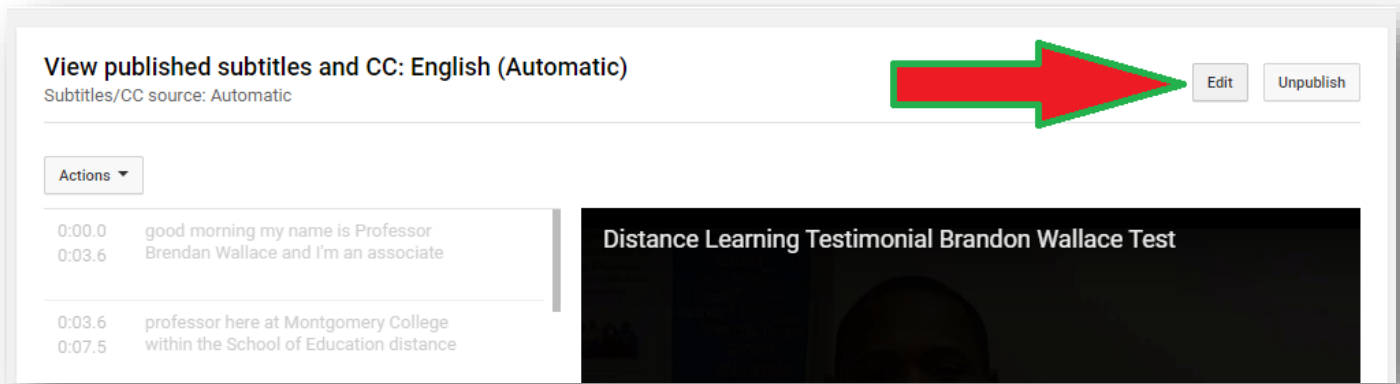 View published subtitles and CC: English (Automatic)
Subtitles/CC source: Automatic
Edit
Unpublish
Actions
0:00.0 good morning my name is Professor
0:03.6 Brendan Wallace and I'm an associate
0:03.6 professor here at Montgomery College
0:07.5 within the School of Education distance
Distance Learning Testimonial Brandon Wallace Test